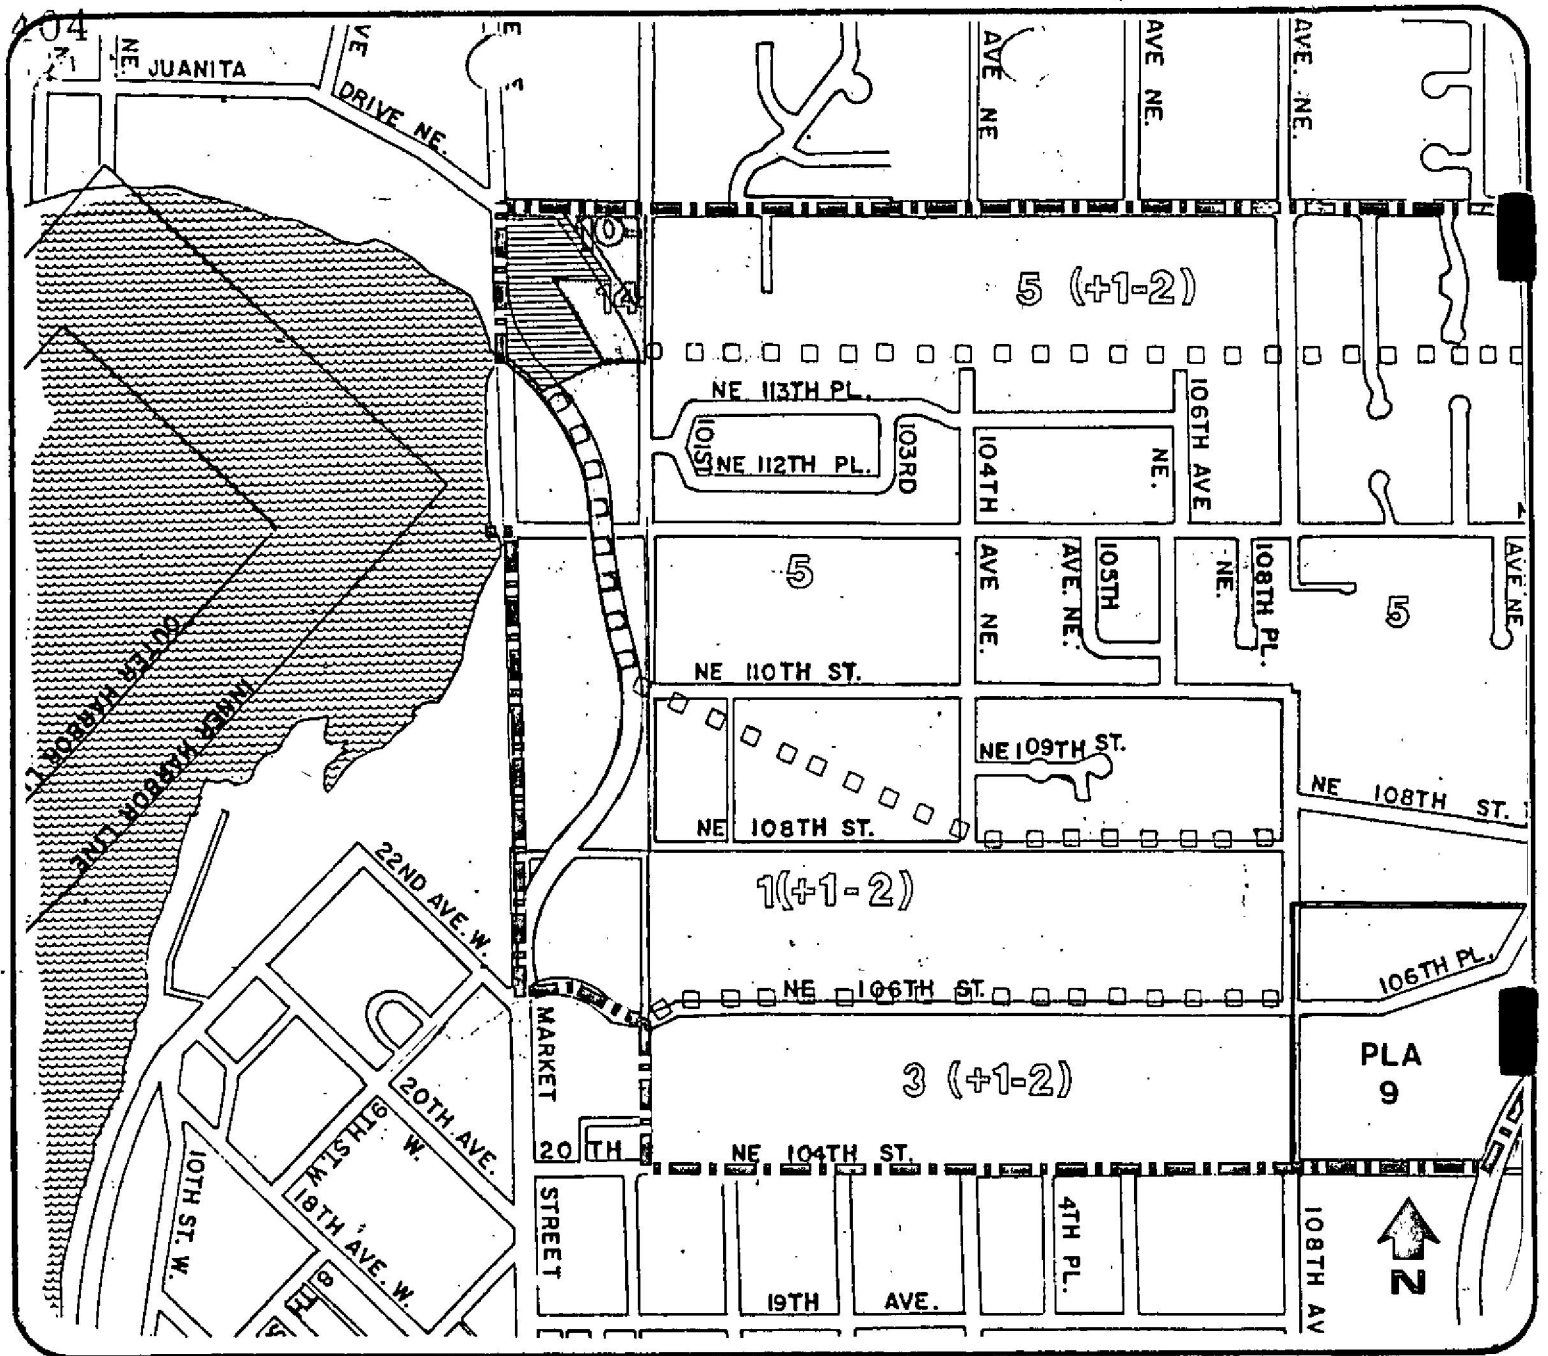 404
NE
JUANITA
DRIVE NE.
VE
AVE NE
AVE NE.
AVE. NE.
10-
14
5 (+1-2)
NE 113TH PL.
101ST
NE 112TH PL.
103RD
104TH
NE.
106TH AVE
5
AVE NE.
AVE. NE.
105TH
NE.
108TH PL.
5
AVE NE
NE 110TH ST.
NE 109TH ST.
NE 108TH ST.
NE 108TH ST.
OUTER HARBOR
INNER HARBOR LINE
22ND AVE. W.
1(+1-2)
NE 106TH ST.
106TH PL.
MARKET
STREET
3 (+1-2)
PLA
9
20TH AVE.
W.
9TH ST. W
18TH AVE. W.
10TH ST. W.
8TH
20TH
NE 104TH ST.
4TH PL.
19TH AVE.
108TH AV
N